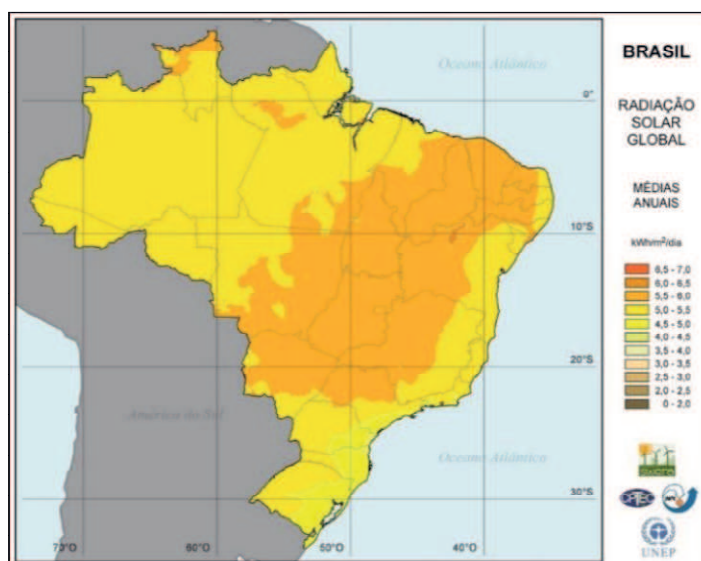 BRASIL
RADIAÇÃO
SOLAR
GLOBAL
MÉDIAS
ANUAIS
kWh/m²/dia
6,5 - 7,0
6,0 - 6,5
5,5 - 6,0
5,0 - 5,5
4,5 - 5,0
4,0 - 4,5
3,5 - 4,0
3,0 - 3,5
2,5 - 3,0
2,0 - 2,5
0 - 2,0
Oceano Atlântico
0°
10°S
20°S
América do Sul
Oceano Atlântico
30°S
70°O 60°O 50°O 40°O
CPTEC
UNEP